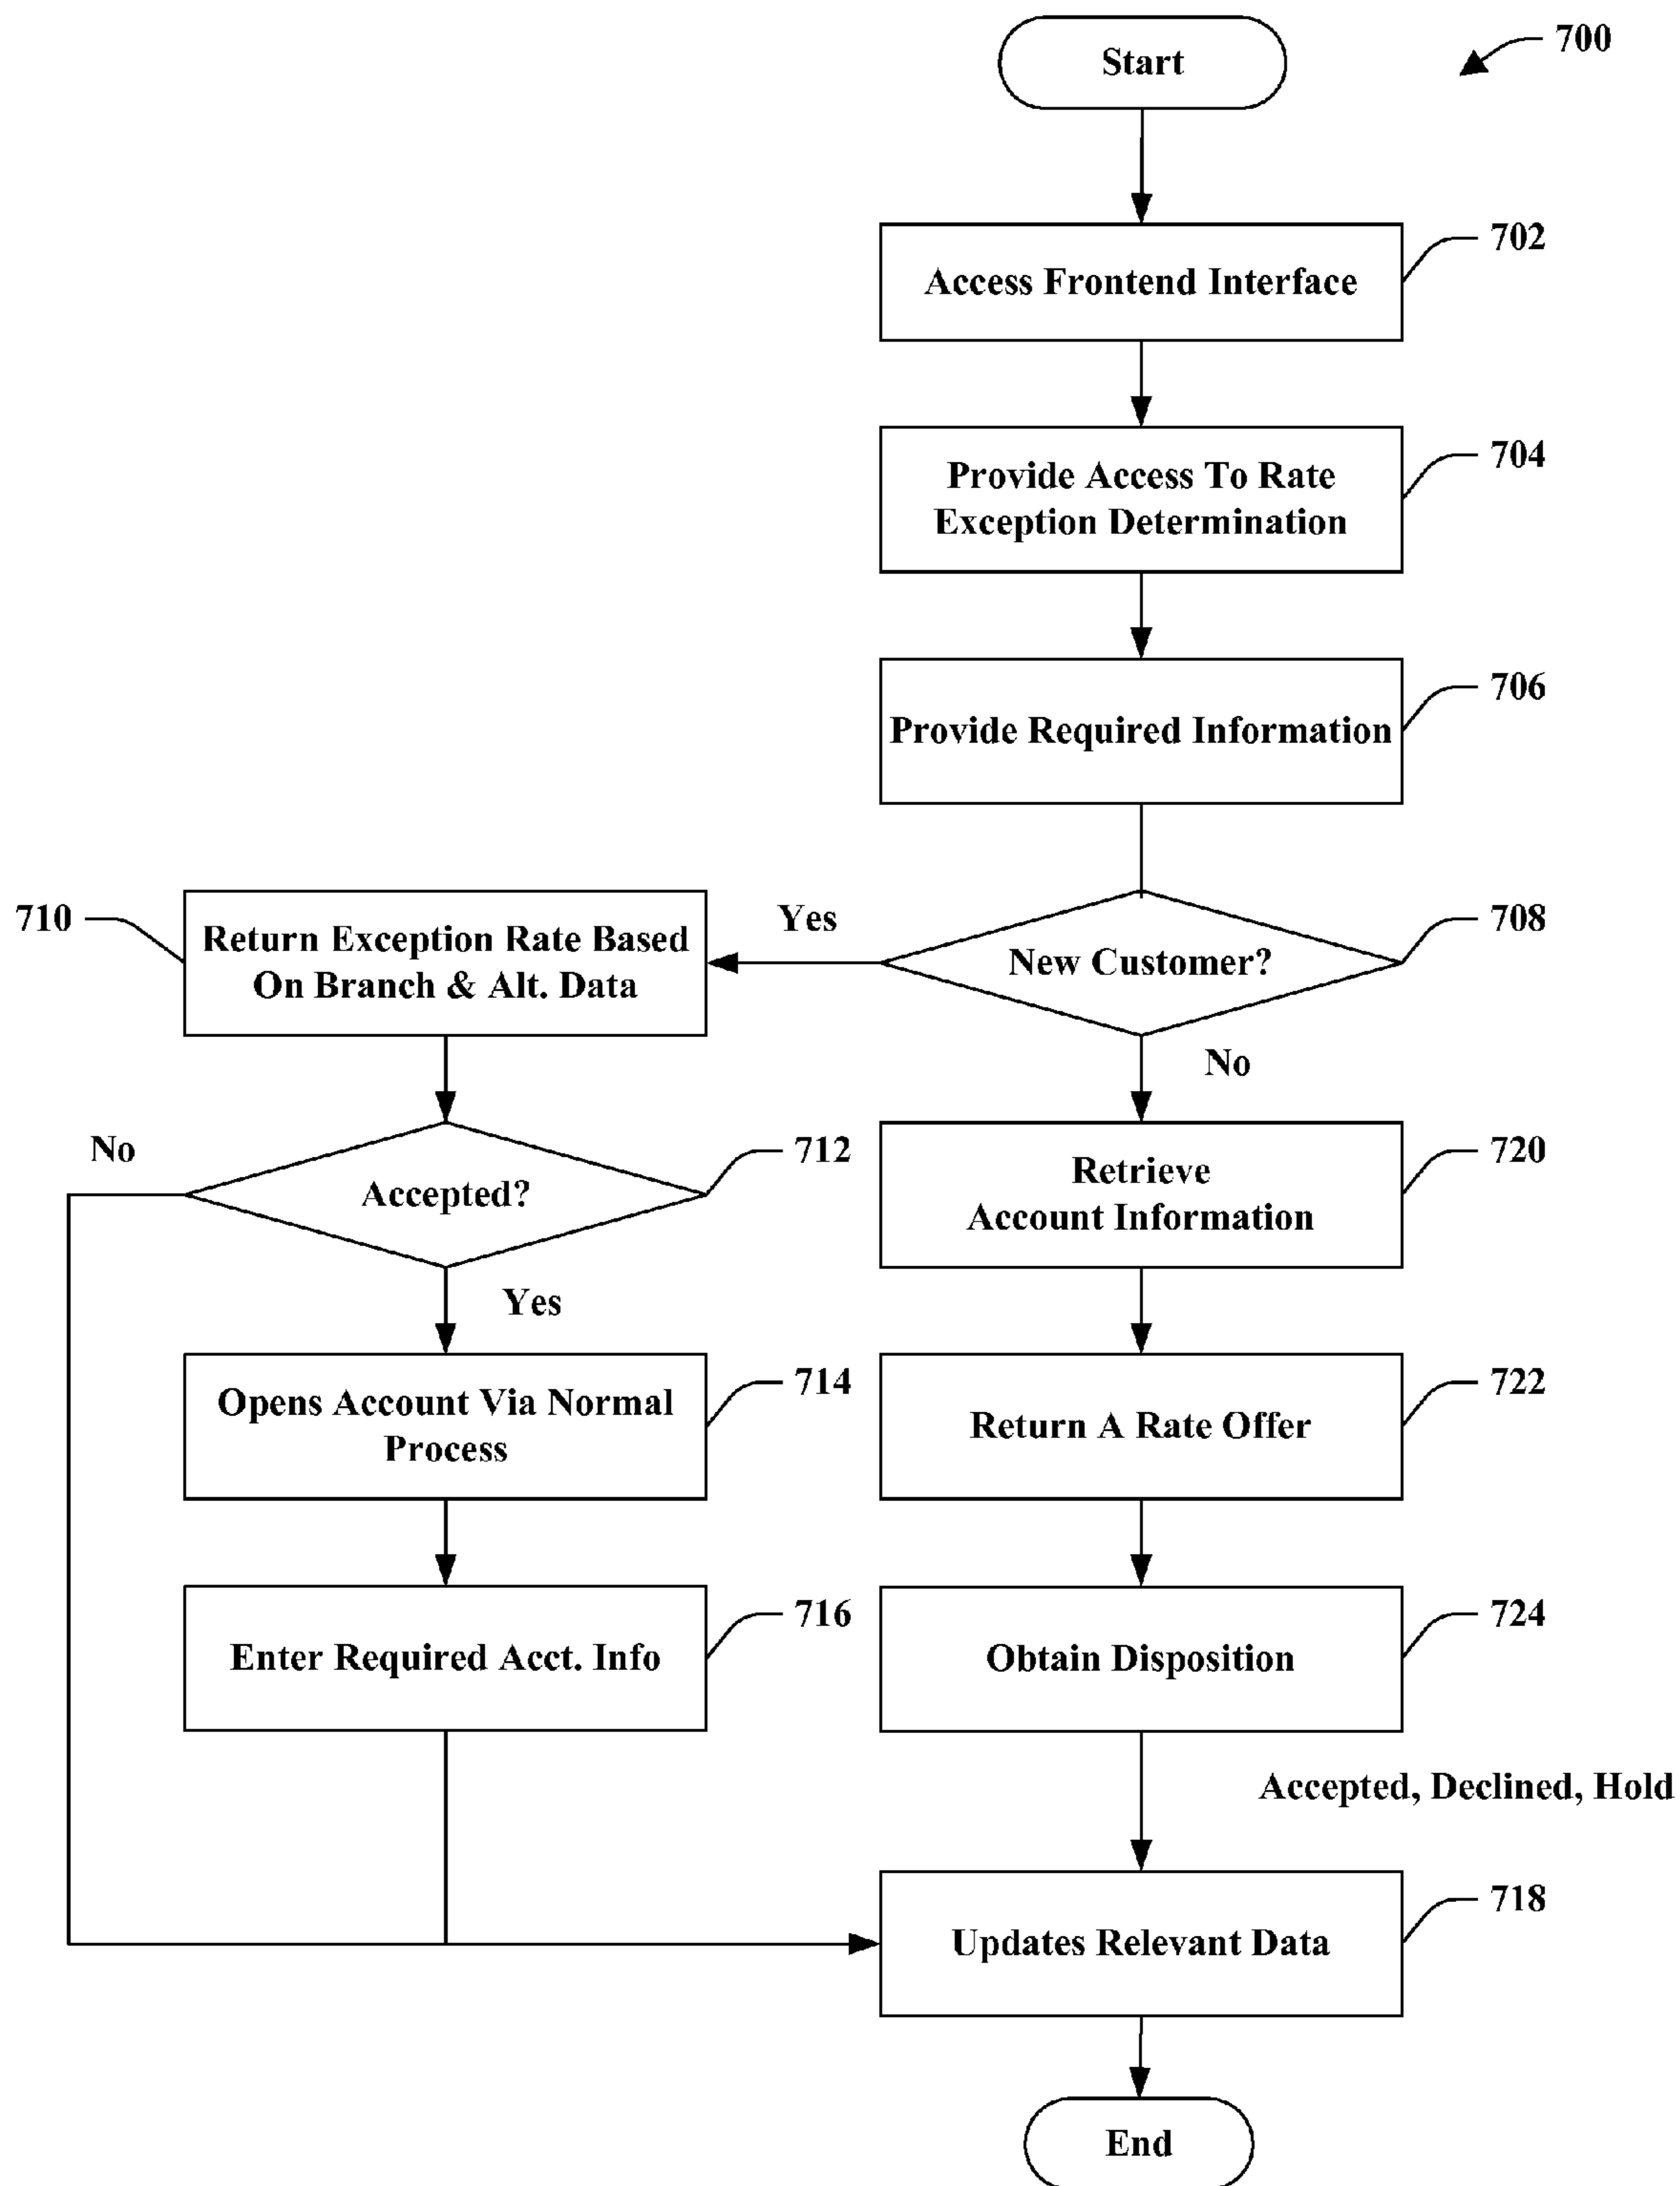 Start
700
702
Access Frontend Interface
704
Provide Access To Rate
Exception Determination
706
Provide Required Information
710
Return Exception Rate Based
On Branch & Alt. Data
Yes
708
New Customer?
No
No
712
Accepted?
Yes
720
Retrieve
Account Information
714
Opens Account Via Normal
Process
722
Return A Rate Offer
716
Enter Required Acct. Info
724
Obtain Disposition
Accepted, Declined, Hold
718
Updates Relevant Data
End